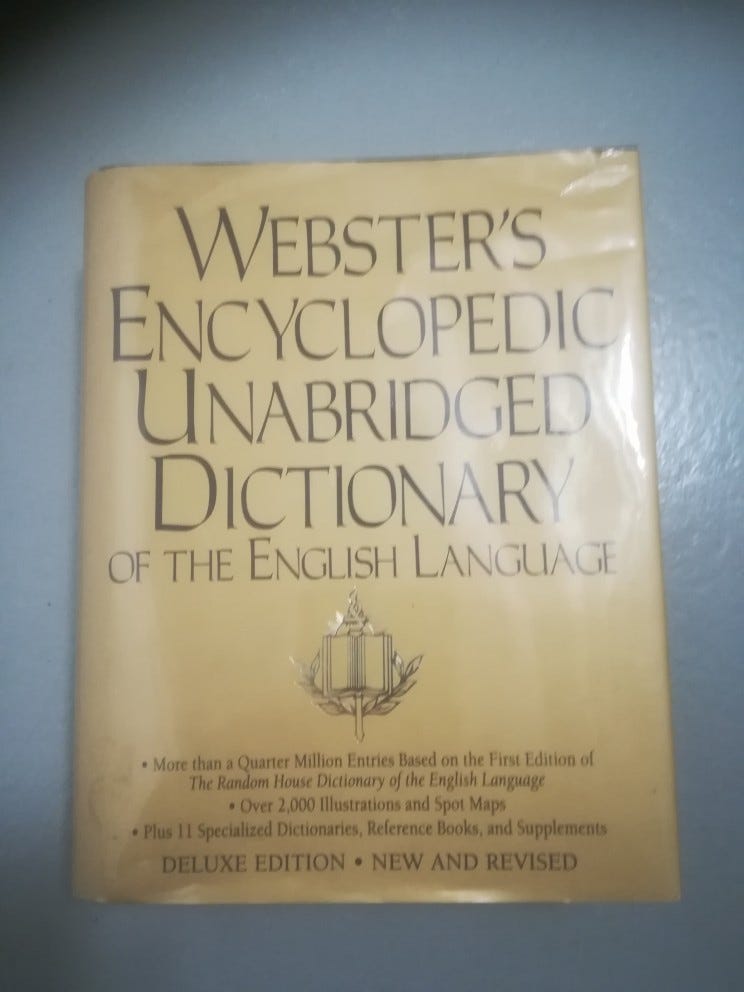 WEBSTER'S
ENCYCLOPEDIC
UNABRIDGED
DICTIONARY
OF THE ENGLISH LANGUAGE
• More than a Quarter Million Entries Based on the First Edition of
The Random House Dictionary of the English Language
• Over 2,000 Illustrations and Spot Maps
• Plus 11 Specialized Dictionaries, Reference Books, and Supplements
DELUXE EDITION • NEW AND REVISED